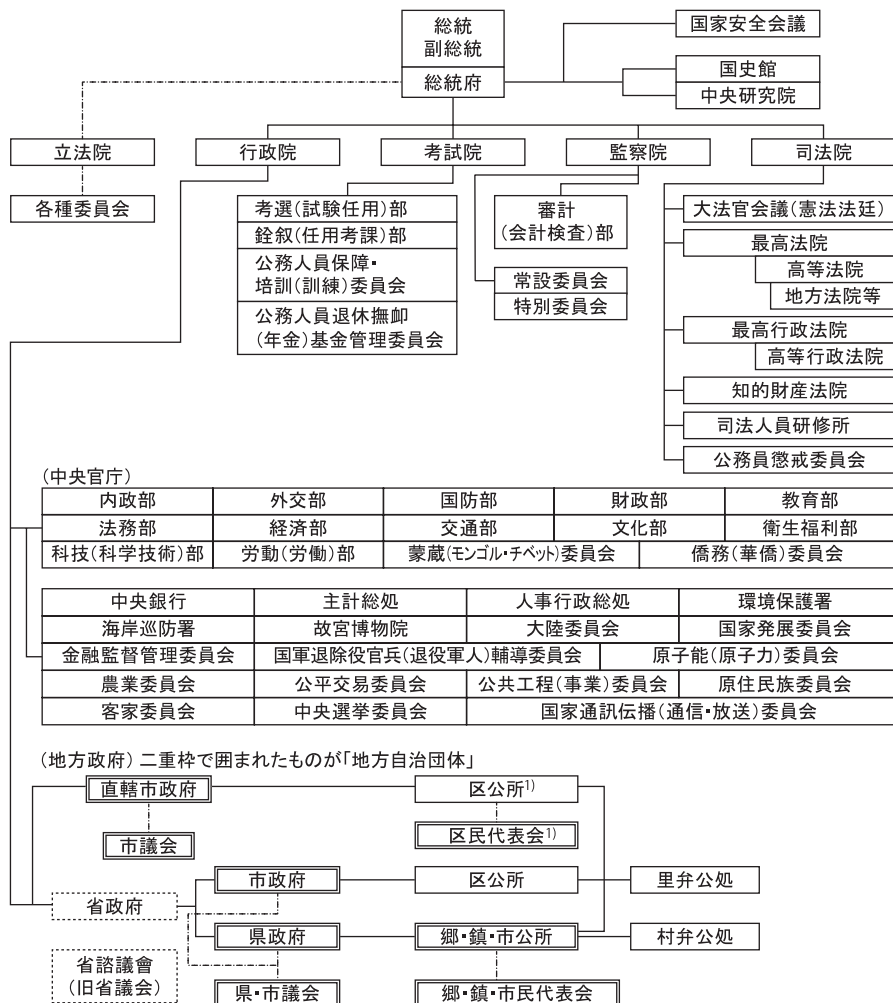 総統
副総統
総統府
国家安全会議
国史館
中央研究院
立法院
行政院
考試院
監察院
司法院
各種委員会
考選(試験任用)部
銓叙(任用考課)部
公務人員保障・
培訓(訓練)委員会
公務人員退休撫卹
(年金)基金管理委員会
審計
(会計検査)部
常設委員会
特別委員会
大法官会議(憲法法廷)
最高法院
高等法院
地方法院等
最高行政法院
高等行政法院
知的財産法院
司法人員研修所
公務員懲戒委員会
(中央官庁)
内政部 外交部 国防部 財政部 教育部
法務部 経済部 交通部 文化部 衛生福利部
科技(科学技術)部 労動(労働)部 蒙蔵(モンゴル・チベット)委員会 僑務(華僑)委員会
中央銀行 主計総処 人事行政総処 環境保護署
海岸巡防署 故宮博物院 大陸委員会 国家発展委員会
金融監督管理委員会 国軍退除役官兵(退役軍人)輔導委員会 原子能(原子力)委員会
農業委員会 公平交易委員会 公共工程(事業)委員会 原住民族委員会
客家委員会 中央選挙委員会 国家通訊伝播(通信・放送)委員会
(地方政府) 二重枠で囲まれたものが「地方自治団体」
直轄市政府 区公所1)
市議会 区民代表会1)
市政府 区公所 里弁公処
省政府
県政府 郷・鎮・市公所 村弁公処
省諮議會
(旧省議会)
県・市議会 郷・鎮・市民代表会